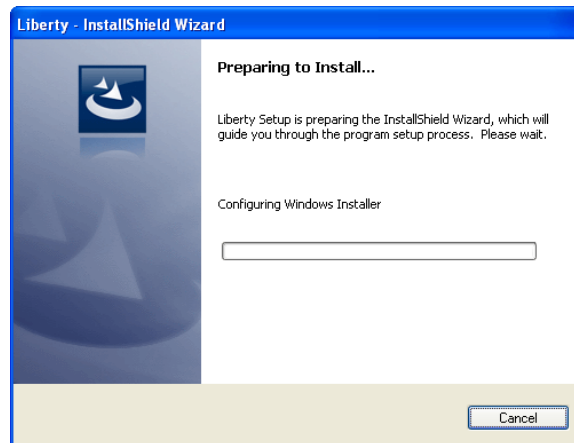 Liberty - InstallShield Wizard
Preparing to Install...
Liberty Setup is preparing the InstallShield Wizard, which will
guide you through the program setup process.  Please wait.
Configuring Windows Installer
Cancel